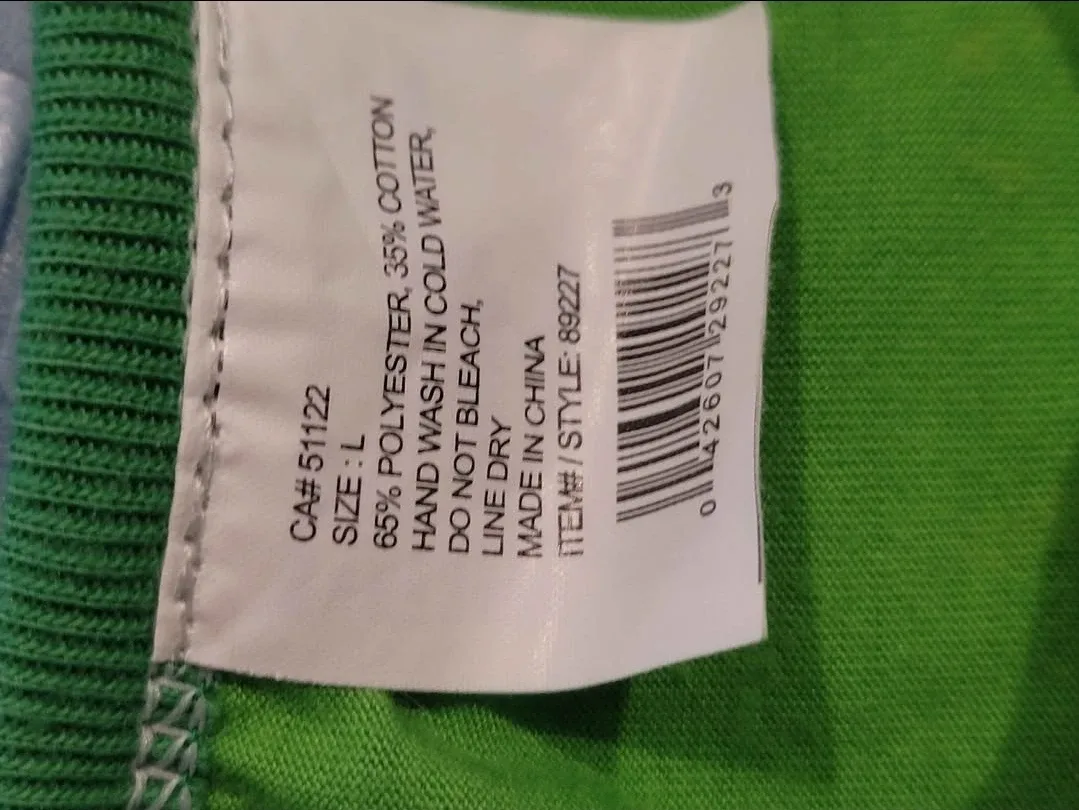 CA# 511122
SIZE : L
65% POLYESTER, 35% COTTON
HAND WASH IN COLD WATER,
DO NOT BLEACH,
LINE DRY
MADE IN CHINA
ITEM# / STYLE: 89227
0 42607 29227 3